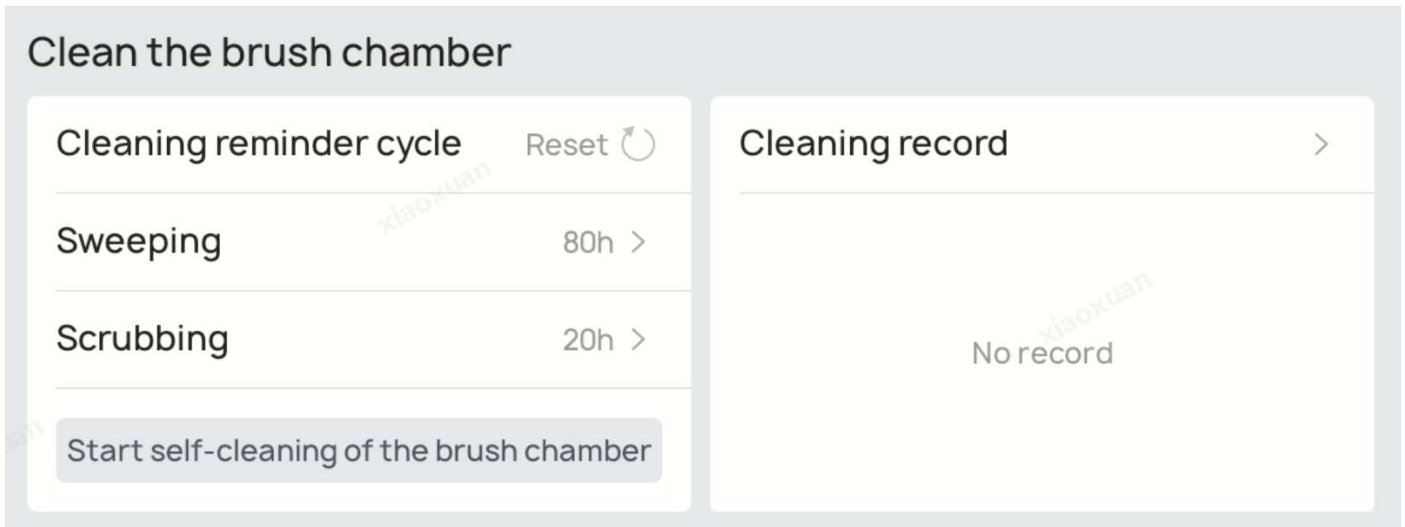 Clean the brush chamber
Cleaning reminder cycle Reset
Sweeping 80h
Scrubbing 20h
Start self-cleaning of the brush chamber
Cleaning record
No record
xiaoxuan
xiaoxuan